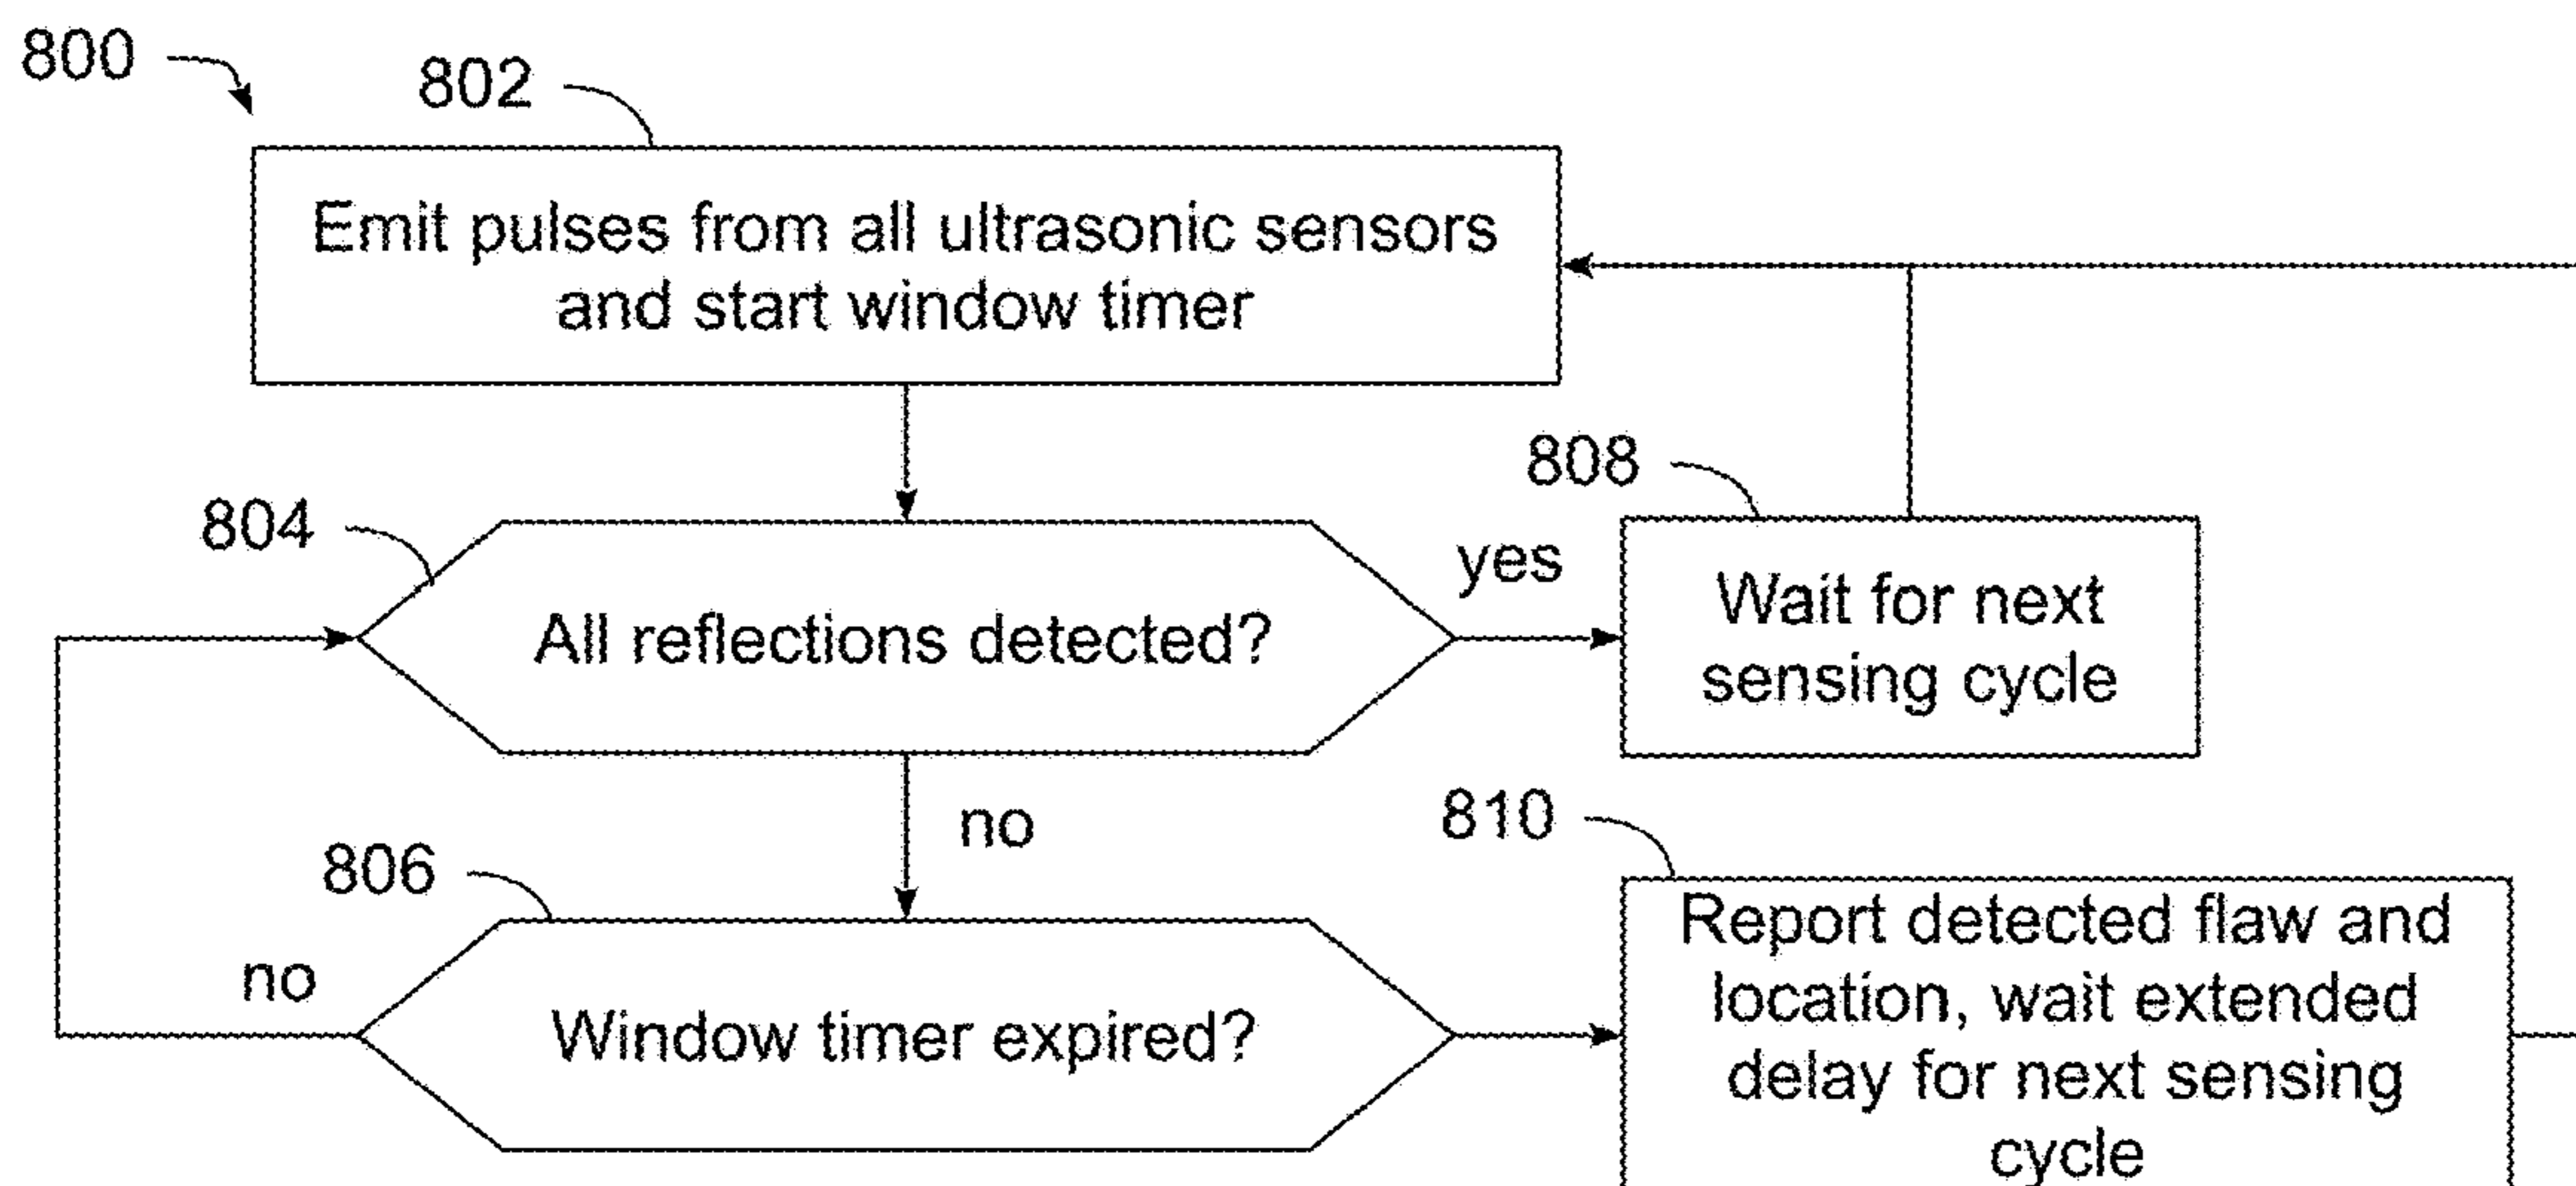 800
802
Emit pulses from all ultrasonic sensors
and start window timer
804
All reflections detected?
yes
808
Wait for next
sensing cycle
no
806
Window timer expired?
no
810
Report detected flaw and
location, wait extended
delay for next sensing
cycle